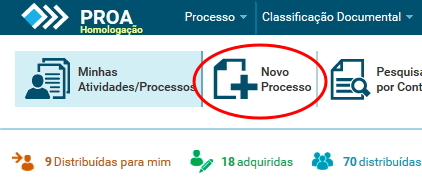 PROA
Homologação
Processo
Classificação Documental
Minhas
Atividades/Processos
Novo
Processo
Pesquisa
por Cont
9 Distribuídas para mim
18 adquiridas
70 distribuídas